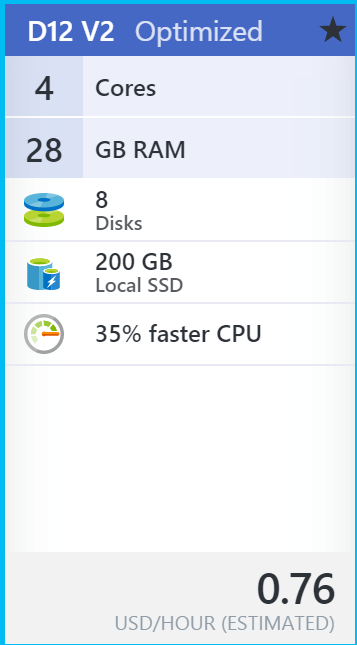 D12 V2 Optimized
4 Cores
28 GB RAM
8
Disks
200 GB
Local SSD
35% faster CPU
0.76
USD/HOUR (ESTIMATED)